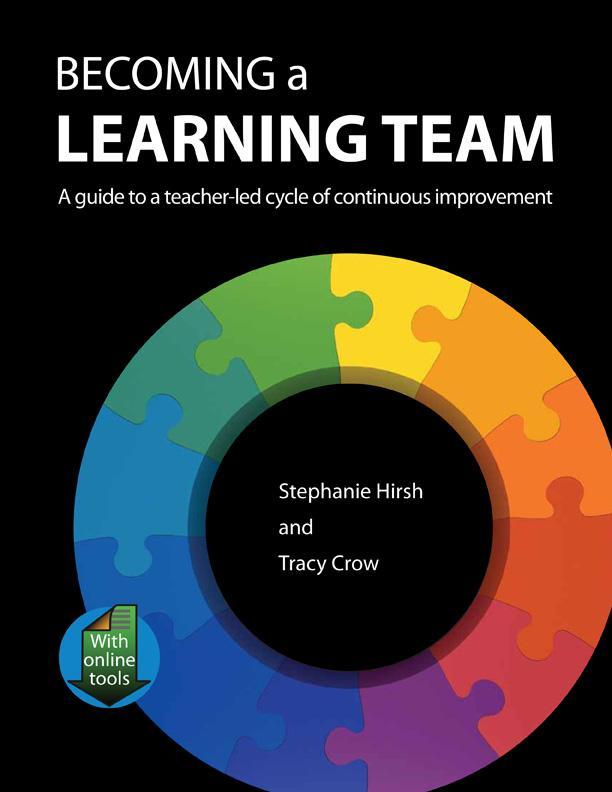 BECOMING a
LEARNING TEAM
A guide to a teacher-led cycle of continuous improvement
Stephanie Hirsh
and
Tracy Crow
With
online
tools